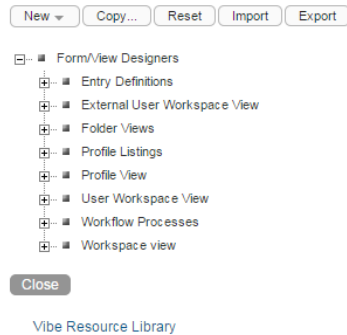 New Copy... Reset Import Export
Form/View Designers
Entry Definitions
External User Workspace View
Folder Views
Profile Listings
Profile View
User Workspace View
Workflow Processes
Workspace view
Close
Vibe Resource Library